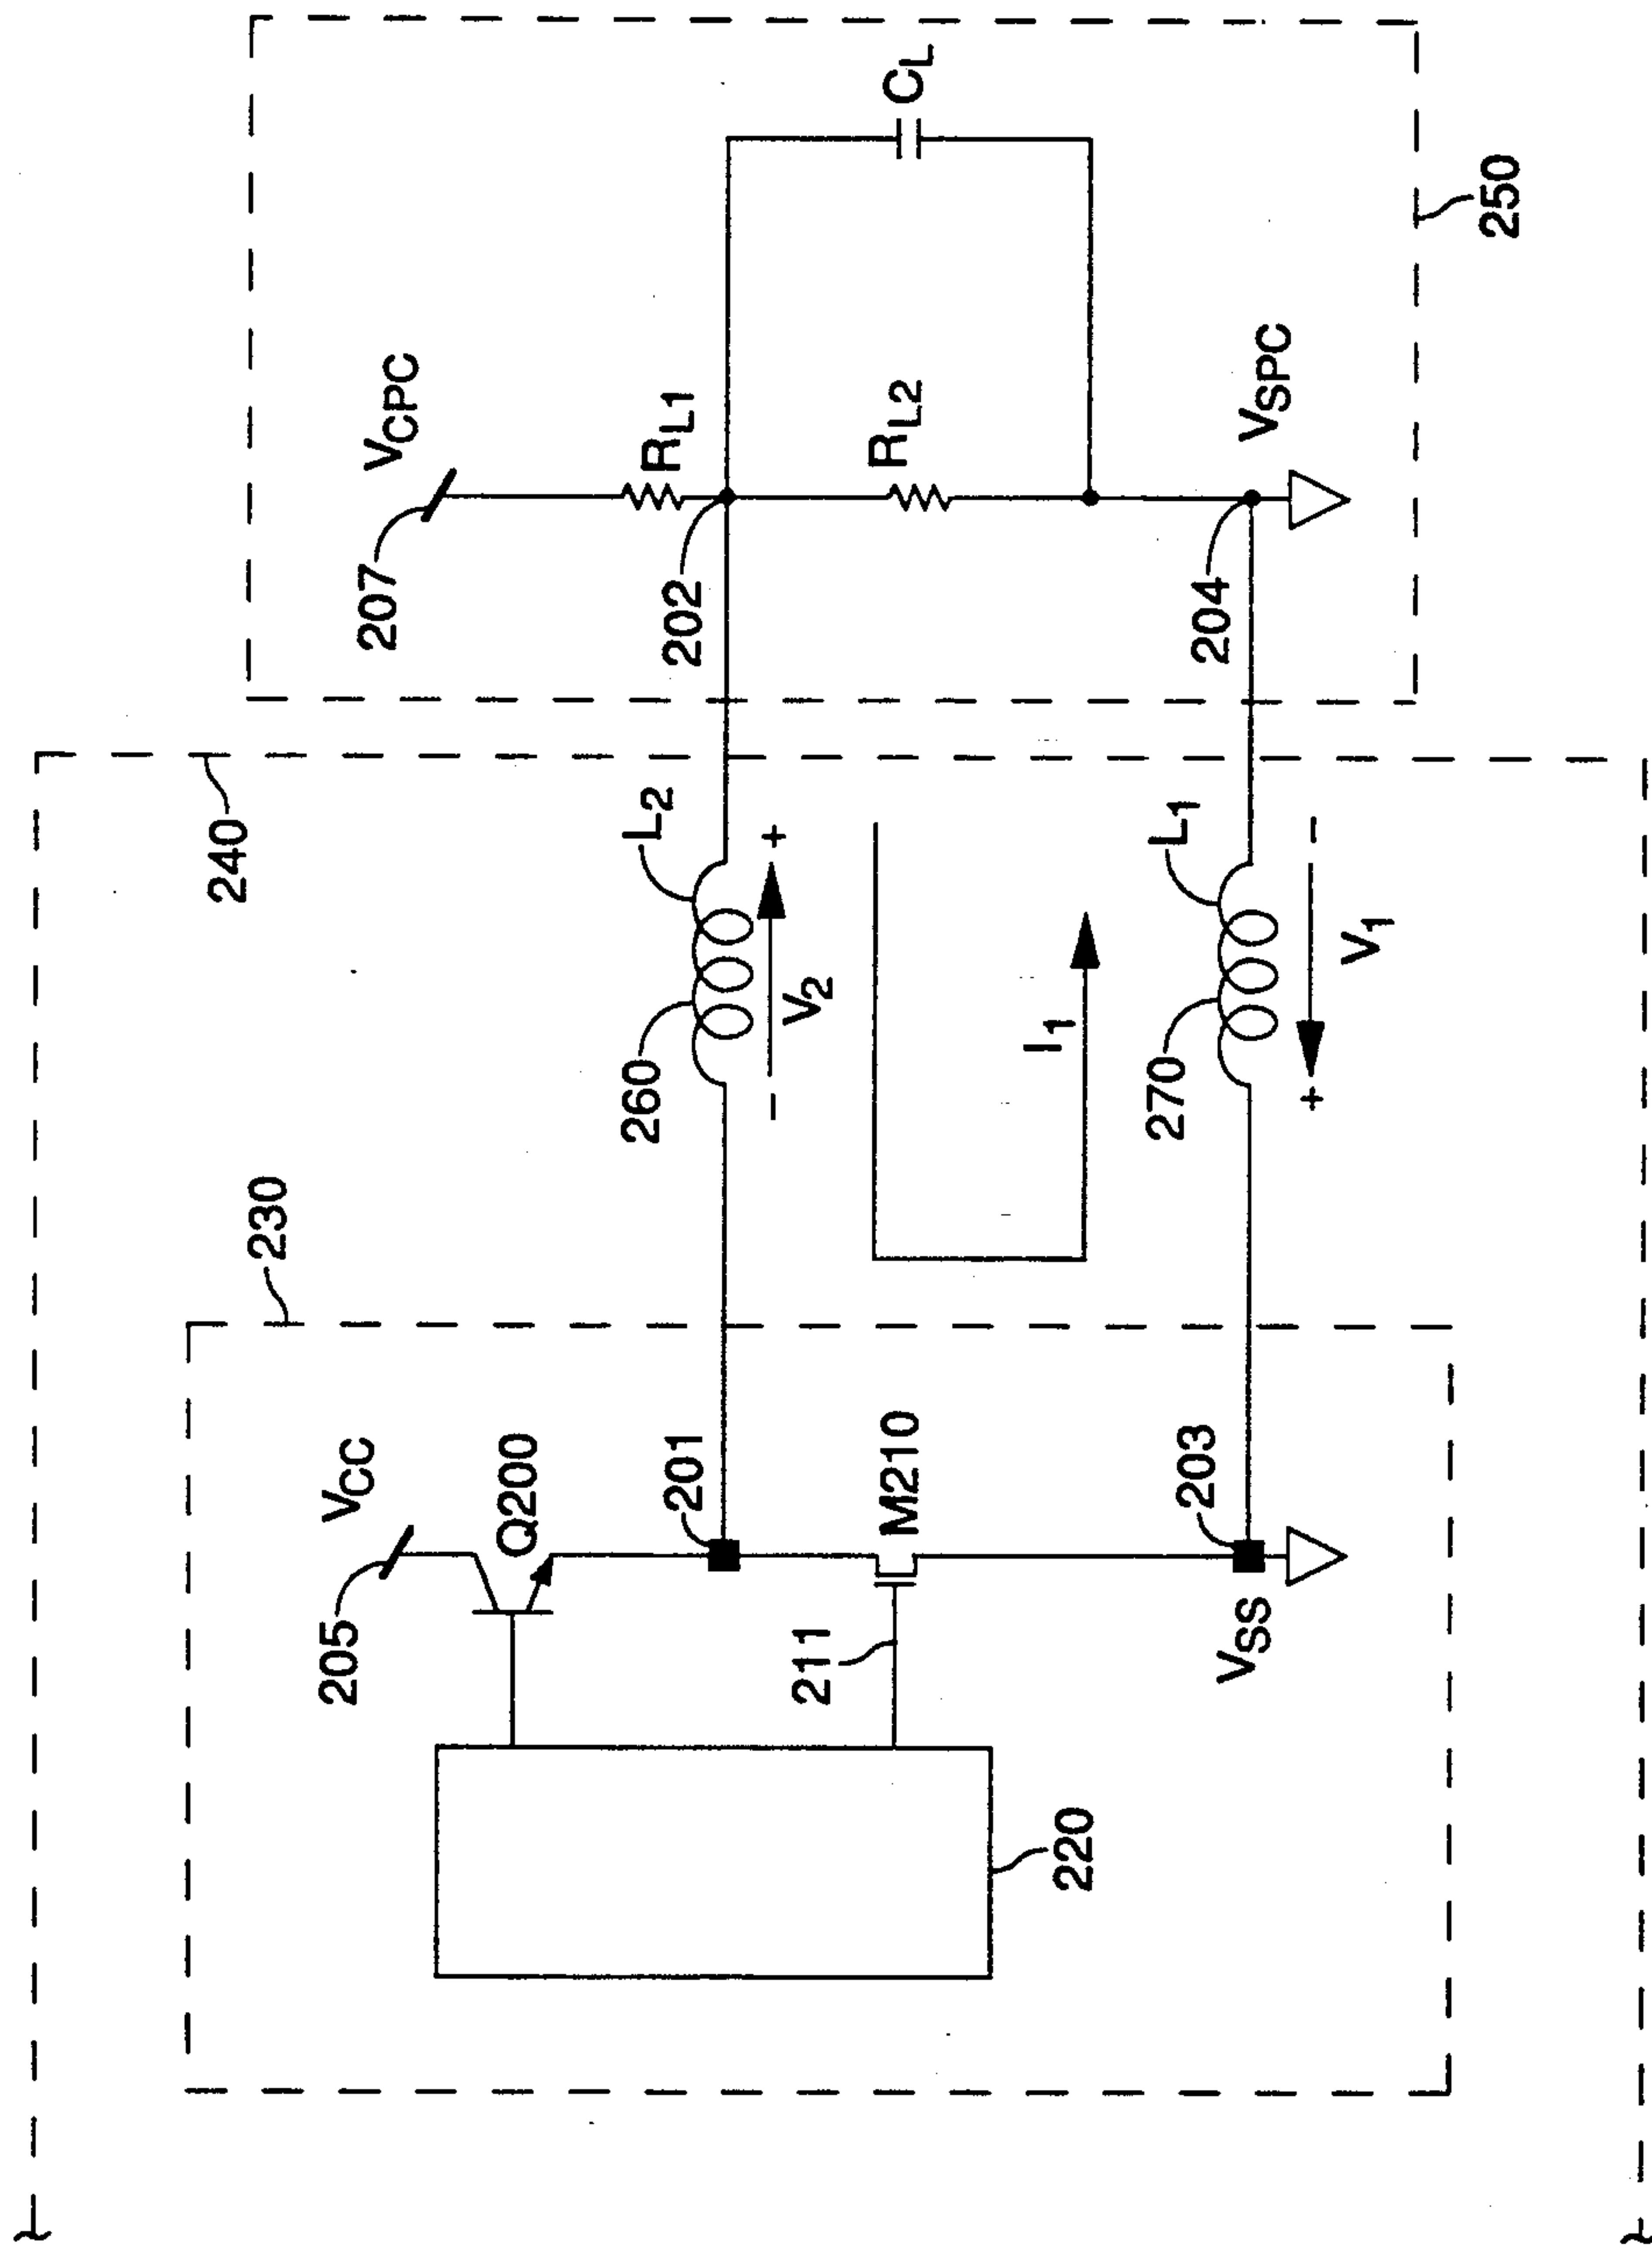 V_CPC
207
R_L1
202
R_L2
C_L
204
V_SPC
250
240
L_2
260
- +
V_2
I_1
L_1
270
+ -
V_1
230
V_CC
205
Q200
201
M210
211
203
V_SS
220